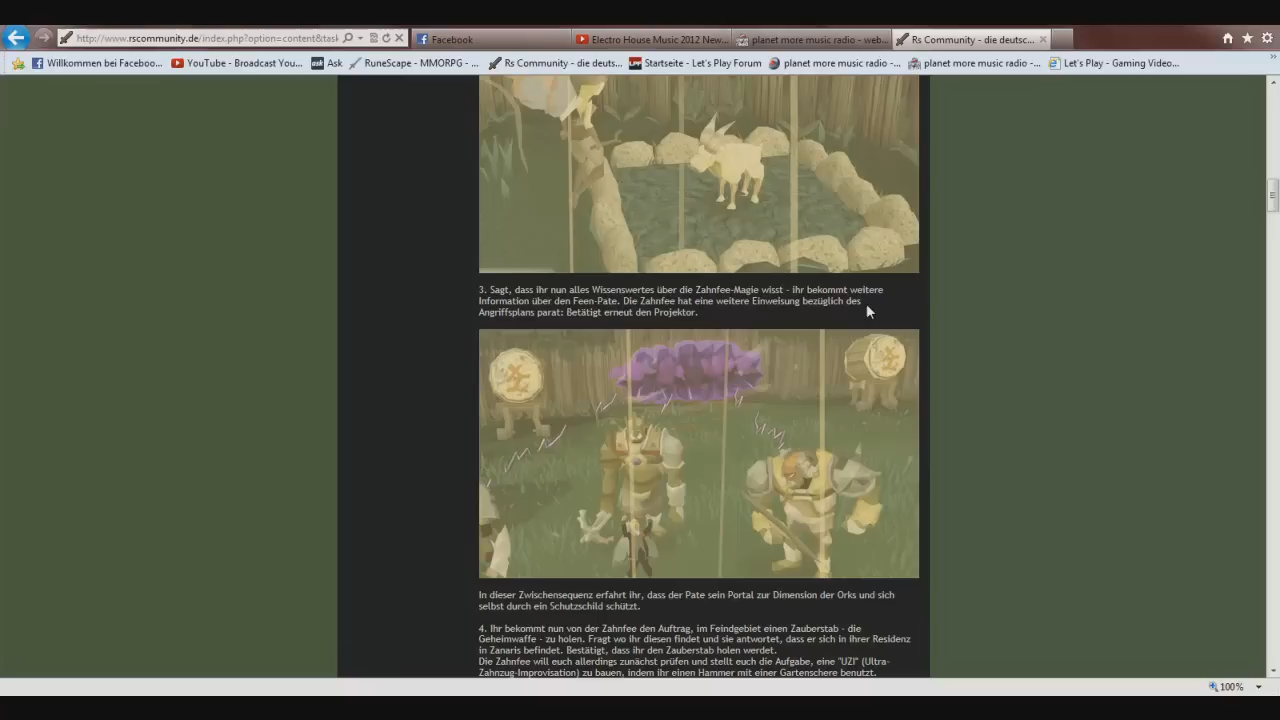 http://www.rscommunity.de/index.php?option=content&task
Facebook
Electro House Music 2012 New...
planet more music radio - web...
Rs Community - die deutsc...
Willkommen bei Faceboo...
YouTube - Broadcast You...
Ask
RuneScape - MMORPG - ...
Rs Community - die deuts...
Startseite - Let's Play Forum
planet more music radio -...
planet more music radio -...
Let's Play - Gaming Video...
3. Sagt, dass ihr nun alles Wissenswertes über die Zahnfee-Magie wisst - ihr bekommt weitere
Information über den Feen-Pate. Die Zahnfee hat eine weitere Einweisung bezüglich des
Angriffsplans parat: Betätigt erneut den Projektor.
In dieser Zwischensequenz erfahrt ihr, dass der Pate sein Portal zur Dimension der Orks und sich
selbst durch ein Schutzschild schützt.
4. Ihr bekommt nun von der Zahnfee den Auftrag, im Feindgebiet einen Zauberstab - die
Geheimwaffe - zu holen. Fragt wo ihr diesen findet und sie antwortet, dass er sich in ihrer Residenz
in Zanaris befindet. Bestätigt, dass ihr den Zauberstab holen werdet.
Die Zahnfee will euch allerdings zunächst prüfen und stellt euch die Aufgabe, eine "UZI" (Ultra-
Zahnzug-Improvisation) zu bauen, indem ihr einen Hammer mit einer Gartenschere benutzt.
100%